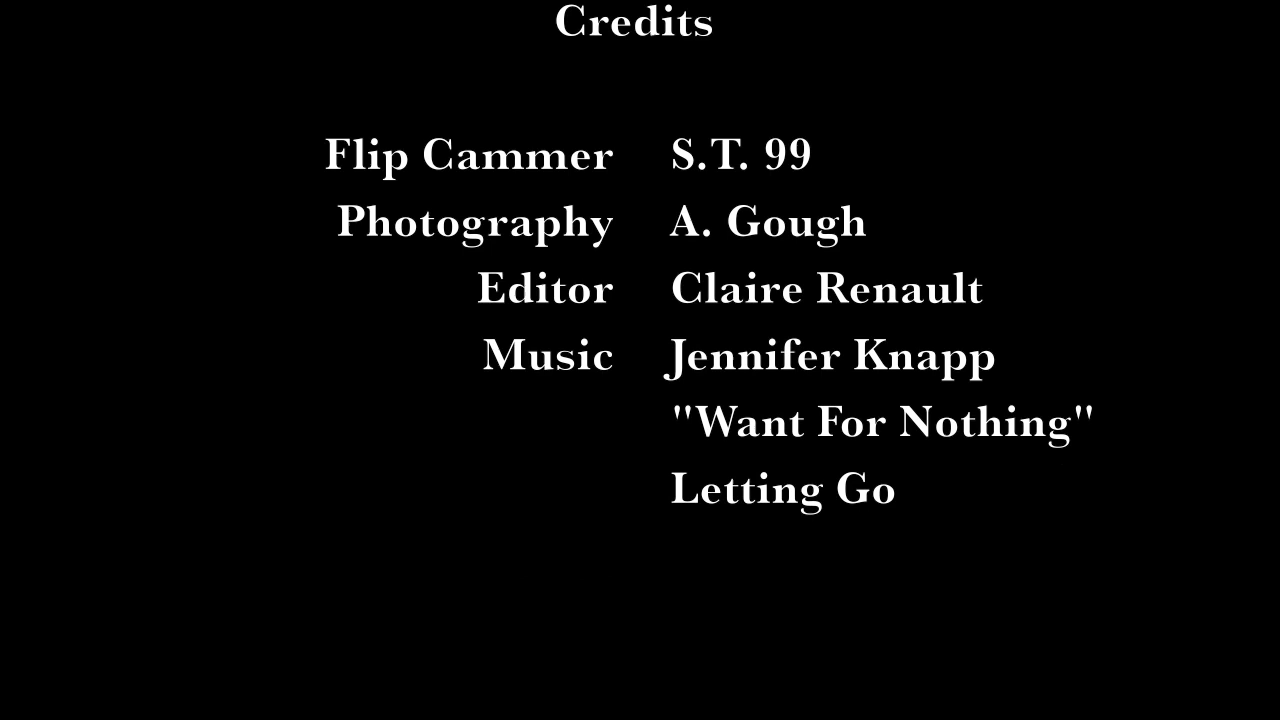 Credits
Flip Cammer S.T. 99
Photography A. Gough
Editor Claire Renault
Music Jennifer Knapp
"Want For Nothing"
Letting Go